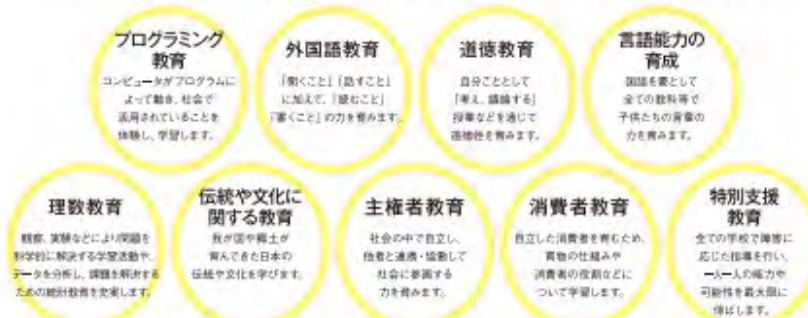 プログラミング
教育
コンピュータがプログラムに
よって動き、社会で
活用されていることを
体験し、学習します。
外国語教育
「聞くこと」「話すこと」
に加えて、「読むこと」
「書くこと」の力を育みます。
道徳教育
自分ごととして
「考え、議論する」
授業などを通じて
道徳性を育みます。
言語能力の
育成
国語を要として
全ての教科等で
子供たちの言葉の
力を育みます。
理数教育
観察、実験などにより問題を
科学的に解決する学習活動や、
データを分析し、課題を解決する
ための統計教育を充実します。
伝統や文化に
関する教育
我が国や郷土が
育んできた日本の
伝統や文化を学びます。
主権者教育
社会の中で自立し、
他者と連携・協働して
社会に参画する
力を育みます。
消費者教育
自立した消費者を育むため、
買物の仕組みや
消費者の役割などに
ついて学習します。
特別支援
教育
全ての学校で障害に
応じた指導を行い、
一人一人の能力や
可能性を最大限に
伸ばします。